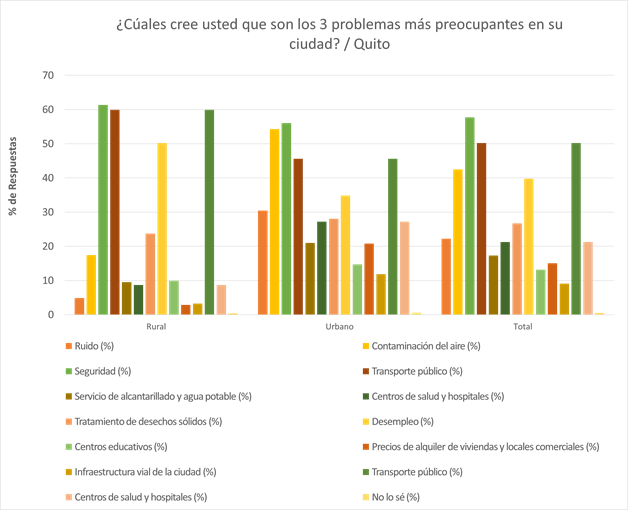 ¿Cúales cree usted que son los 3 problemas más preocupantes en su
ciudad? / Quito
% de Respuestas
70
60
50
40
30
20
10
0
Rural
Urbano
Total
Ruido (%)
Contaminación del aire (%)
Seguridad (%)
Transporte público (%)
Servicio de alcantarillado y agua potable (%)
Centros de salud y hospitales (%)
Tratamiento de desechos sólidos (%)
Desempleo (%)
Centros educativos (%)
Precios de alquiler de viviendas y locales comerciales (%)
Infraestructura vial de la ciudad (%)
Transporte público (%)
Centros de salud y hospitales (%)
No lo sé (%)